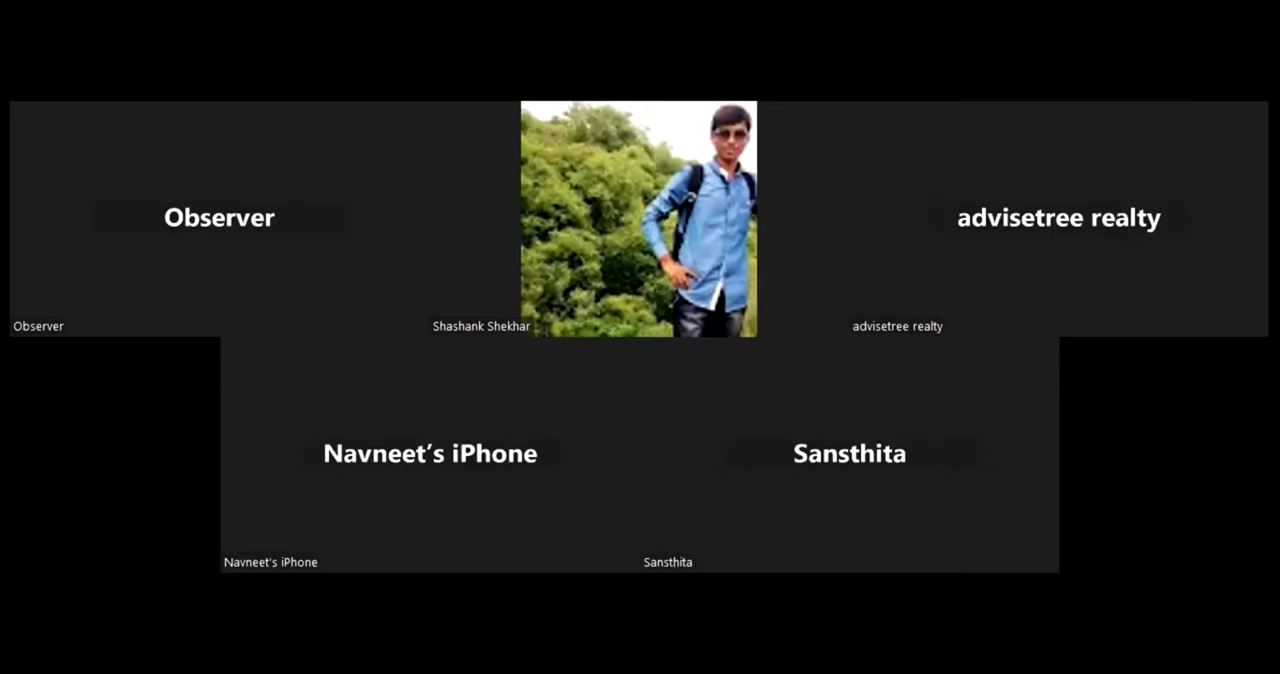 Observer
advisetree realty
Observer
Shashank Shekhar
advisetree realty
Navneet’s iPhone
Sansthita
Navneet's iPhone
Sansthita